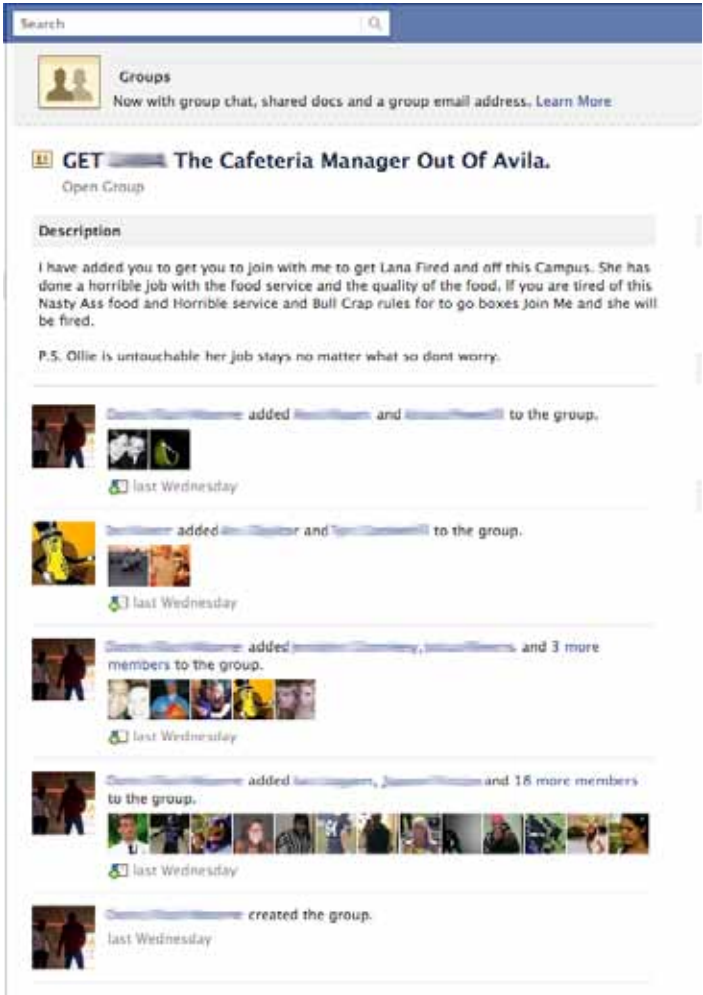 Search
Groups
Now with group chat, shared docs and a group email address. Learn More
GET The Cafeteria Manager Out Of Avila.
Open Group
Description
I have added you to get you to join with me to get Lana Fired and off this Campus. She has
done a horrible job with the food service and the quality of the food. If you are tired of this
Nasty Ass food and Horrible service and Bull Crap rules for to go boxes Join Me and she will
be fired.
P.S. Ollie is untouchable her job stays no matter what so dont worry.
added and to the group.
last Wednesday
added and to the group.
last Wednesday
added , and 3 more
members to the group.
last Wednesday
added , and 18 more members
to the group.
last Wednesday
created the group.
last Wednesday